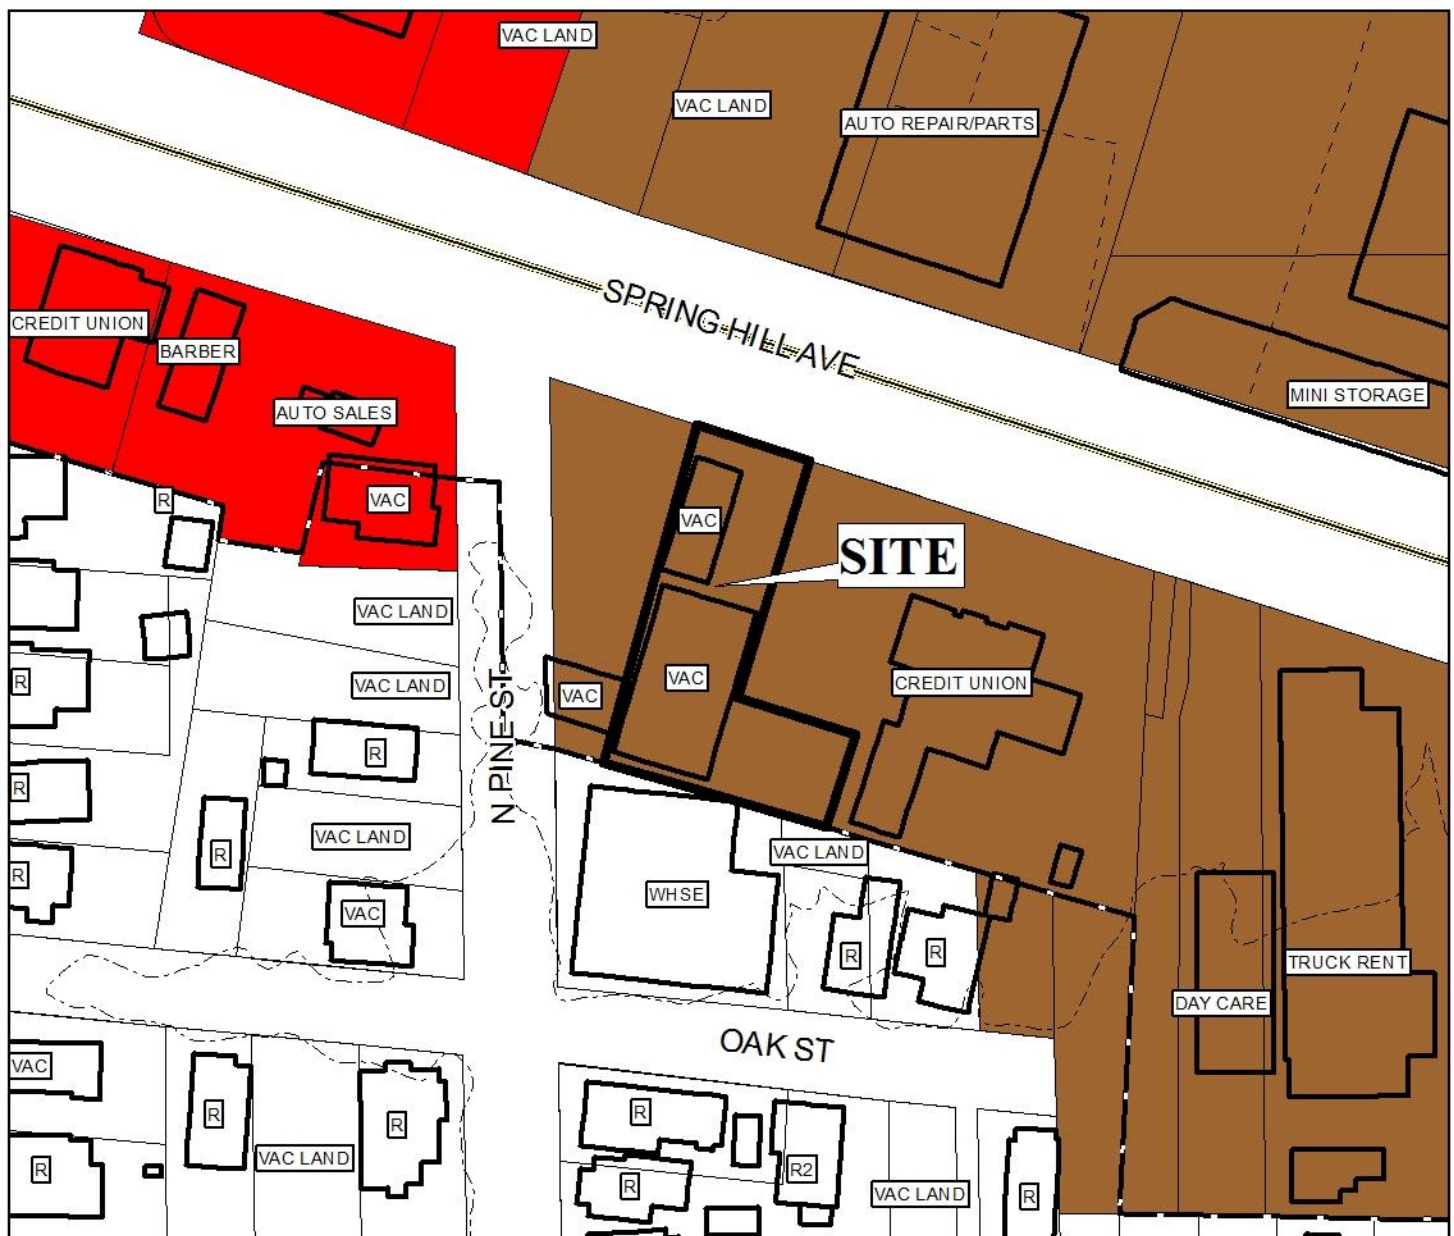 VAC LAND
VAC LAND
AUTO REPAIR/PARTS
SPRING HILL AVE
CREDIT UNION
BARBER
MINI STORAGE
AUTO SALES
R
VAC
VAC
SITE
VAC LAND
R
VAC LAND
VAC
VAC
CREDIT UNION
N PINE ST
R
R
VAC LAND
R
VAC LAND
R
WHSE
VAC
R
R
TRUCK RENT
DAY CARE
OAK ST
VAC
R
R
R
R
VAC LAND
R
R
R2
VAC LAND
R